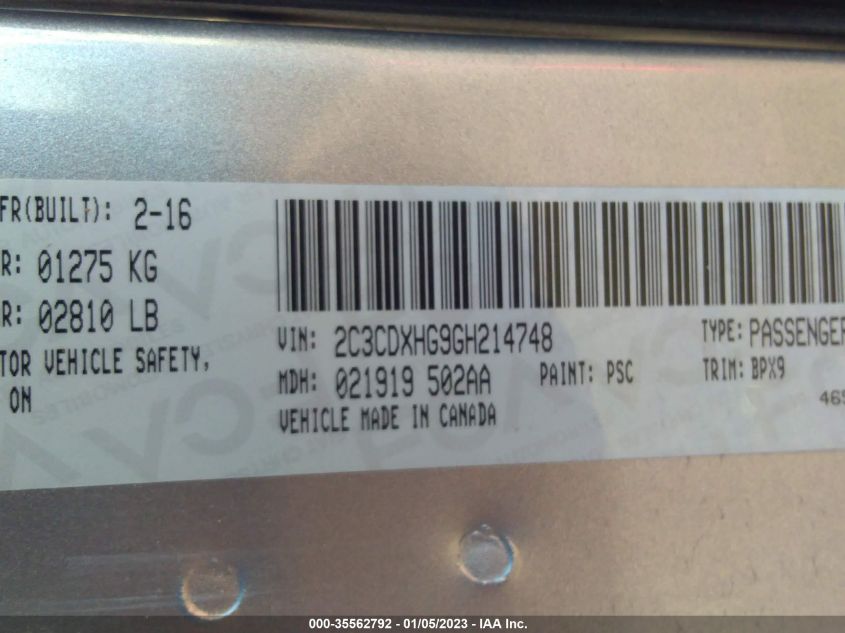 FR(BUILT): 2-16
R: 01275 KG
R: 02810 LB
TOR VEHICLE SAFETY,
ON
VIN: 2C3CDXHG9GH214748
TYPE: PASSENGER
MDH: 021919 502AA
PAINT: PSC
TRIM: BPX9
VEHICLE MADE IN CANADA
465
000-35562792 - 01/05/2023 - IAA Inc.